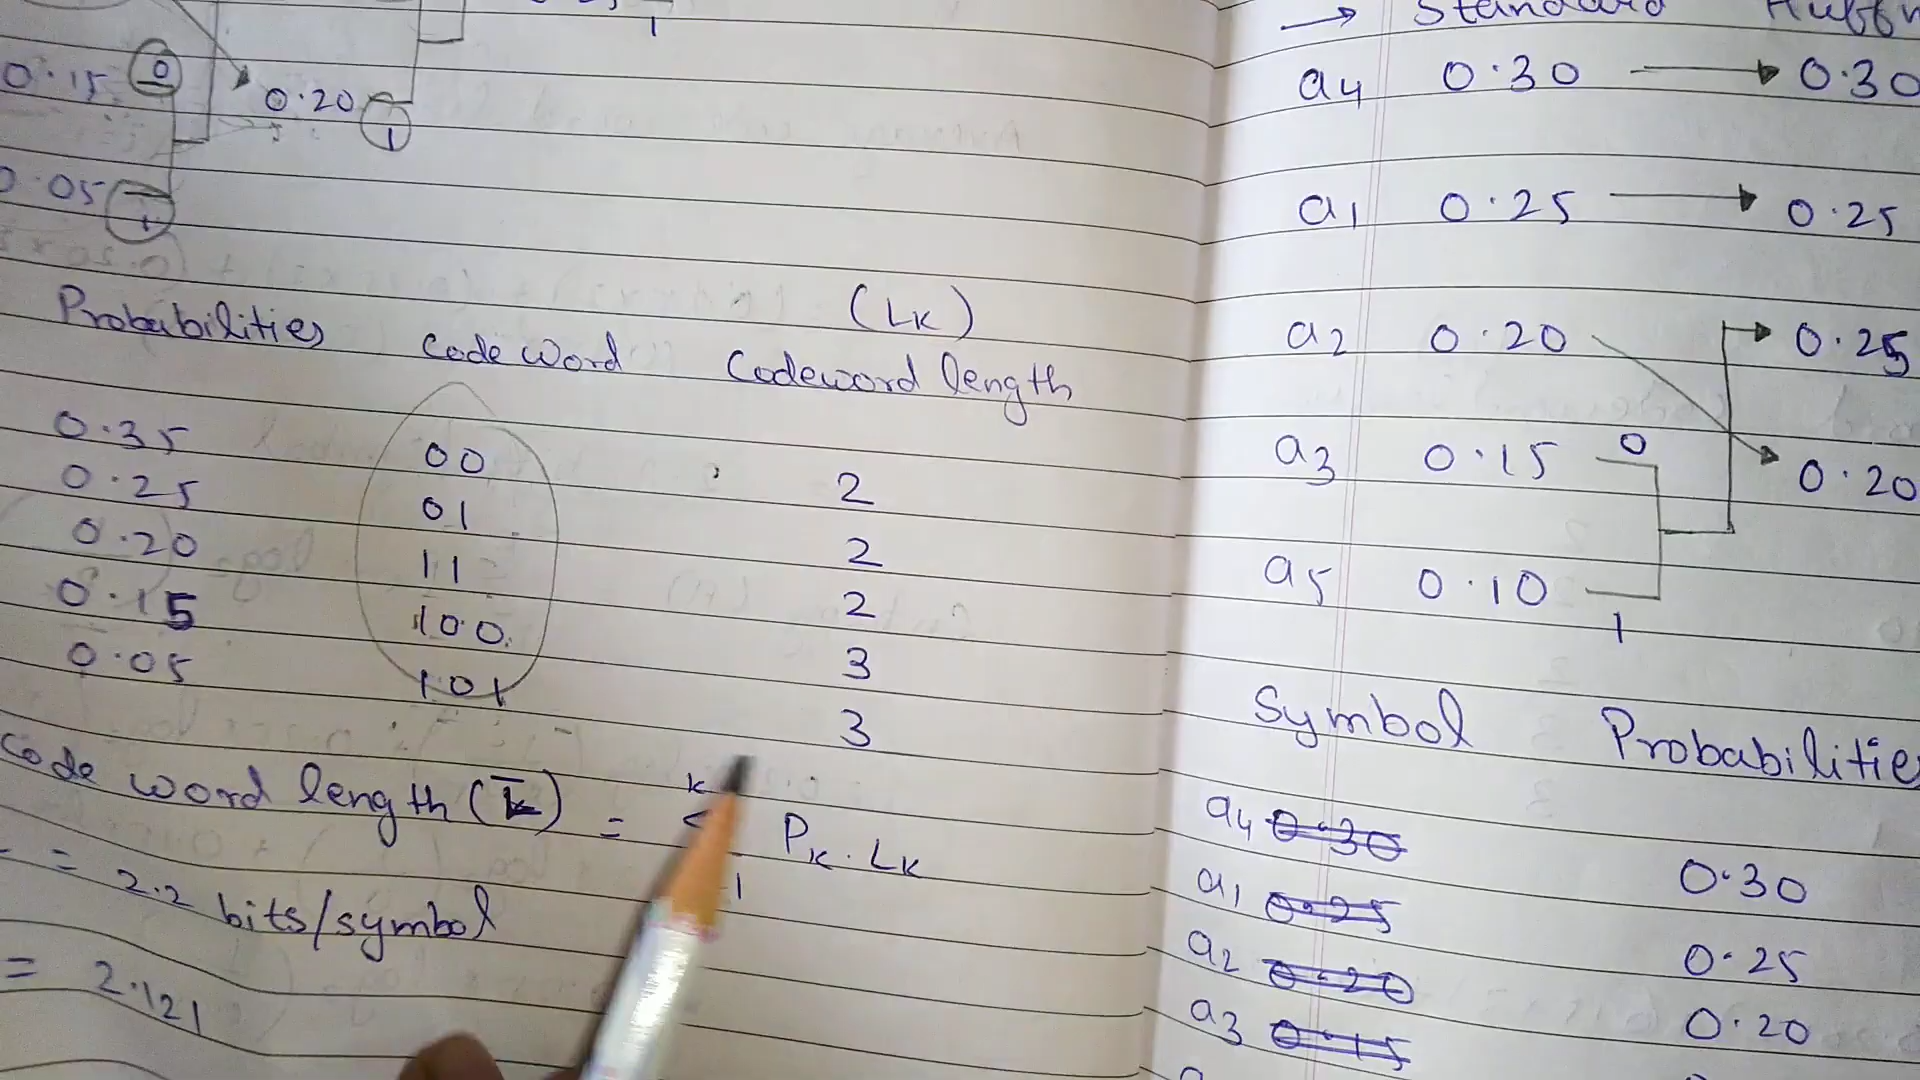 1
0.15 0
0.20
1
0.05
1
Probabilities Code Word (Lk) Codeword length
0.35 00 2
0.25 01 2
0.20 11 2
0.15 100 3
0.05 101 3
Code word length (L) = k Pk . Lk
1
= 2.2 bits/symbol
= 2.121
→ Standard
a4 0.30 → 0.30
a1 0.25 → 0.25
a2 0.20 0.25
a3 0.15 0 0.20
a5 0.10
1
Symbol Probabilities
a4 0.30 0.30
a1 0.25 0.25
a2 0.20 0.20
a3 0.15